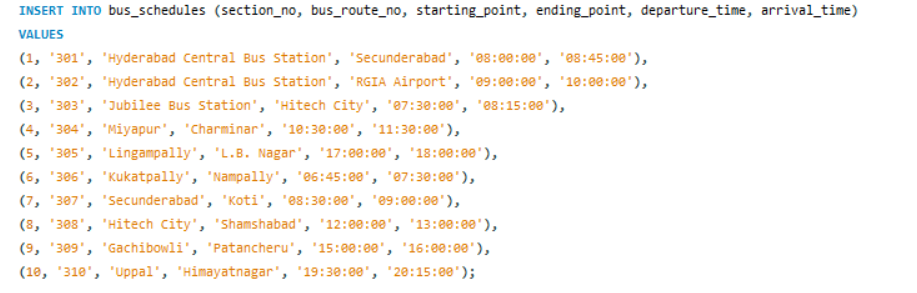 INSERT INTO bus_schedules (section_no, bus_route_no, starting_point, ending_point, departure_time, arrival_time)
VALUES
(1, '301', 'Hyderabad Central Bus Station', 'Secunderabad', '08:00:00', '08:45:00'),
(2, '302', 'Hyderabad Central Bus Station', 'RGIA Airport', '09:00:00', '10:00:00'),
(3, '303', 'Jubilee Bus Station', 'Hitech City', '07:30:00', '08:15:00'),
(4, '304', 'Miyapur', 'Charminar', '10:30:00', '11:30:00'),
(5, '305', 'Lingampally', 'L.B. Nagar', '17:00:00', '18:00:00'),
(6, '306', 'Kukatpally', 'Nampally', '06:45:00', '07:30:00'),
(7, '307', 'Secunderabad', 'Koti', '08:30:00', '09:00:00'),
(8, '308', 'Hitech City', 'Shamshabad', '12:00:00', '13:00:00'),
(9, '309', 'Gachibowli', 'Patancheru', '15:00:00', '16:00:00'),
(10, '310', 'Uppal', 'Himayatnagar', '19:30:00', '20:15:00');